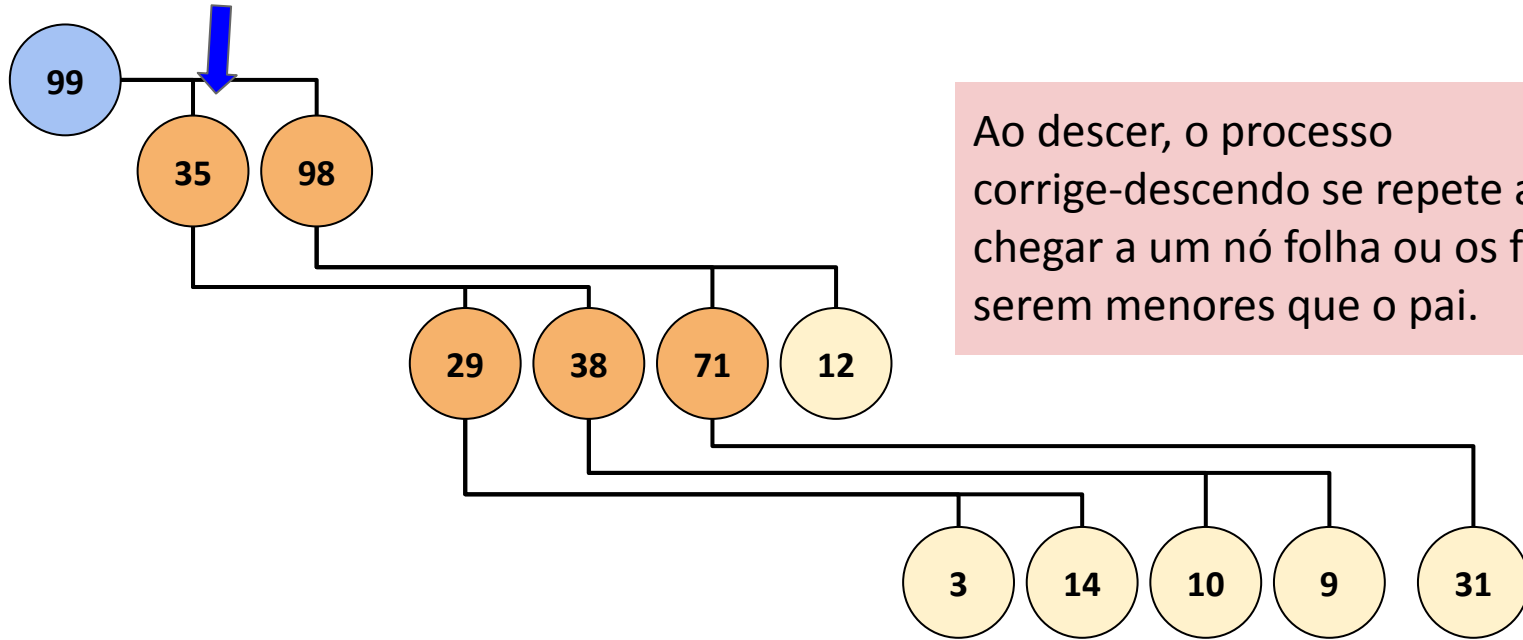 99
35 98
Ao descer, o processo
corrige-descendo se repete
chegar a um nó folha ou os
serem menores que o pai.
29 38 71 12
3 14 10 9 31